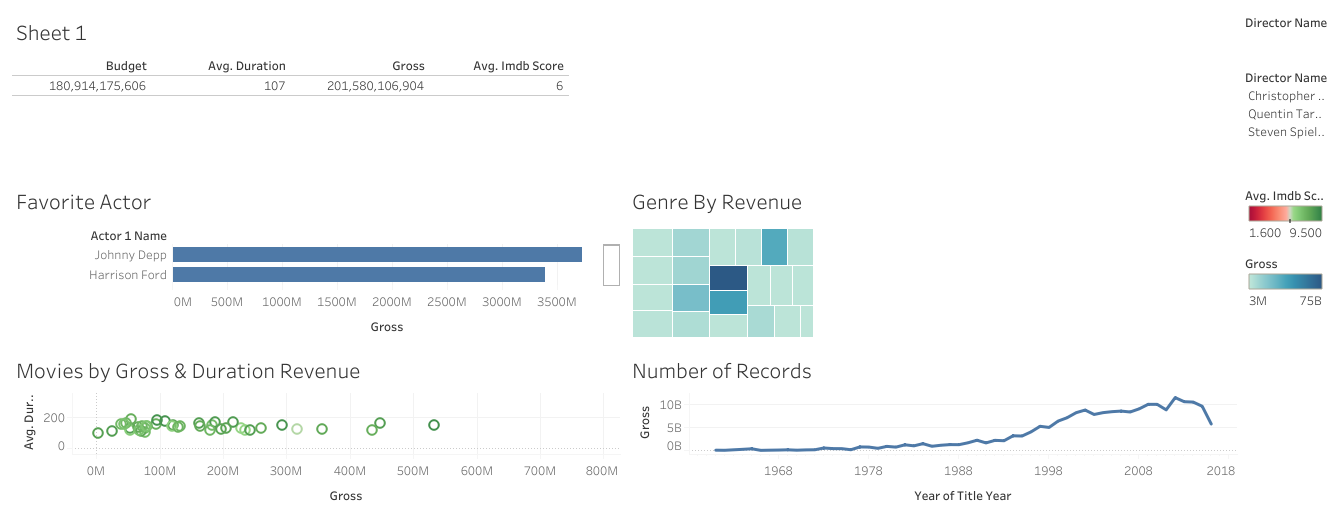 Sheet 1
Budget Avg. Duration Gross Avg. Imdb Score
180,914,175,606 107 201,580,106,904 6
Director Name
Director Name
Christopher ..
Quentin Tar..
Steven Spiel..
Favorite Actor
Actor 1 Name
Johnny Depp
Harrison Ford
0M 500M 1000M 1500M 2000M 2500M 3000M 3500M
Gross
Genre By Revenue
Avg. Imdb Sc..
1.600 9.500
Gross
3M 75B
Movies by Gross & Duration Revenue
Avg. Dur..
200
0
0M 100M 200M 300M 400M 500M 600M 700M 800M
Gross
Number of Records
Gross
10B
5B
0B
1968 1978 1988 1998 2008 2018
Year of Title Year